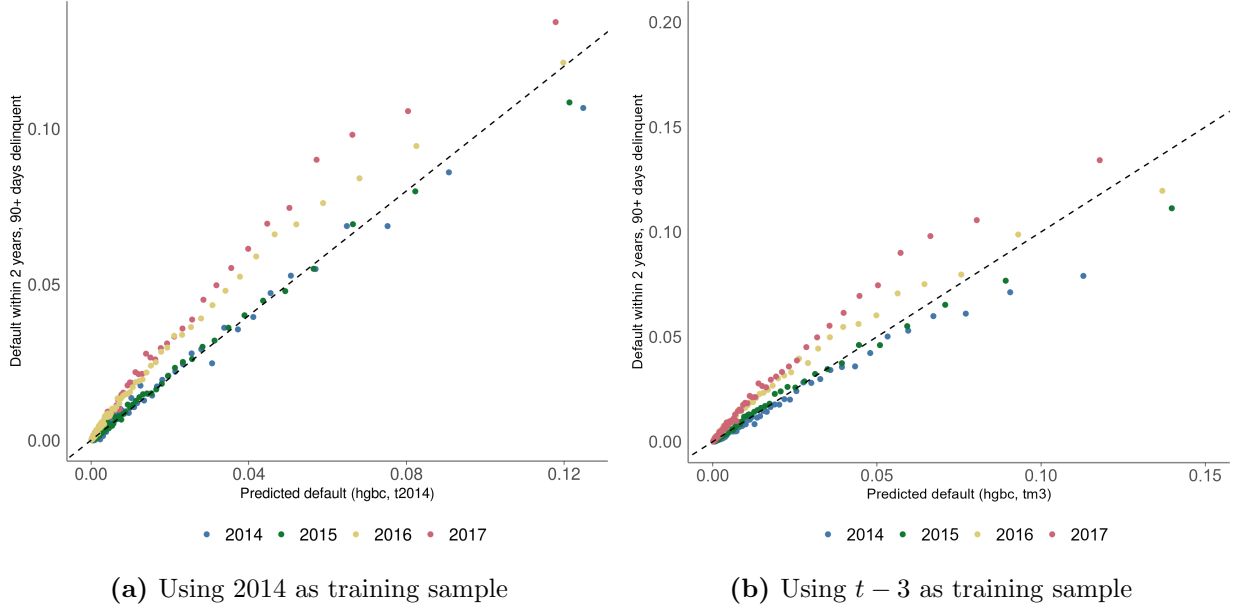 Default within 2 years, 90+ days delinquent
0.10
0.05
0.00
0.00 0.04 0.08 0.12
Predicted default (hgbc, t2014)
2014 2015 2016 2017
(a) Using 2014 as training sample
Default within 2 years, 90+ days delinquent
0.20
0.15
0.10
0.05
0.00
0.00 0.05 0.10 0.15
Predicted default (hgbc, tm3)
2014 2015 2016 2017
(b) Using t − 3 as training sample